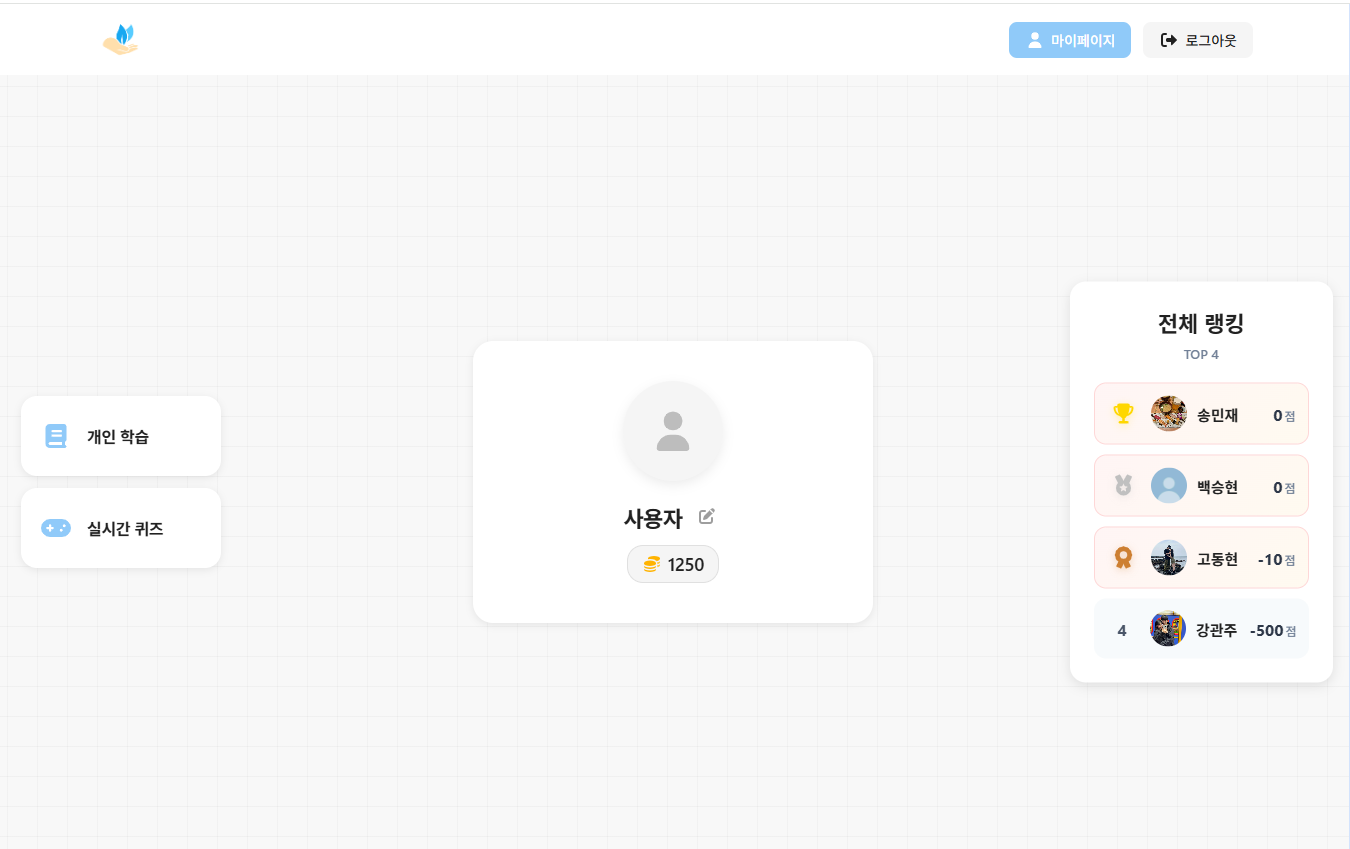 마이페이지
로그아웃
개인 학습
실시간 퀴즈
사용자
1250
전체 랭킹
TOP 4
송민재 0점
백승현 0점
고동현 -10점
4 강관주 -500점